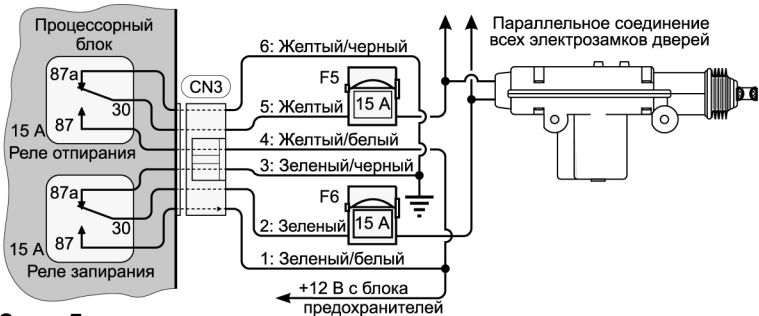 Процессорный
блок
87а
30
87
15 А
Реле отпирания
87а
30
87
15 А
Реле запирания
CN3
6: Желтый/черный
F5
15 А
5: Желтый
4: Желтый/белый
3: Зеленый/черный
F6
15 А
2: Зеленый
1: Зеленый/белый
+12 В с блока
предохранителей
Параллельное соединение
всех электрозамков дверей